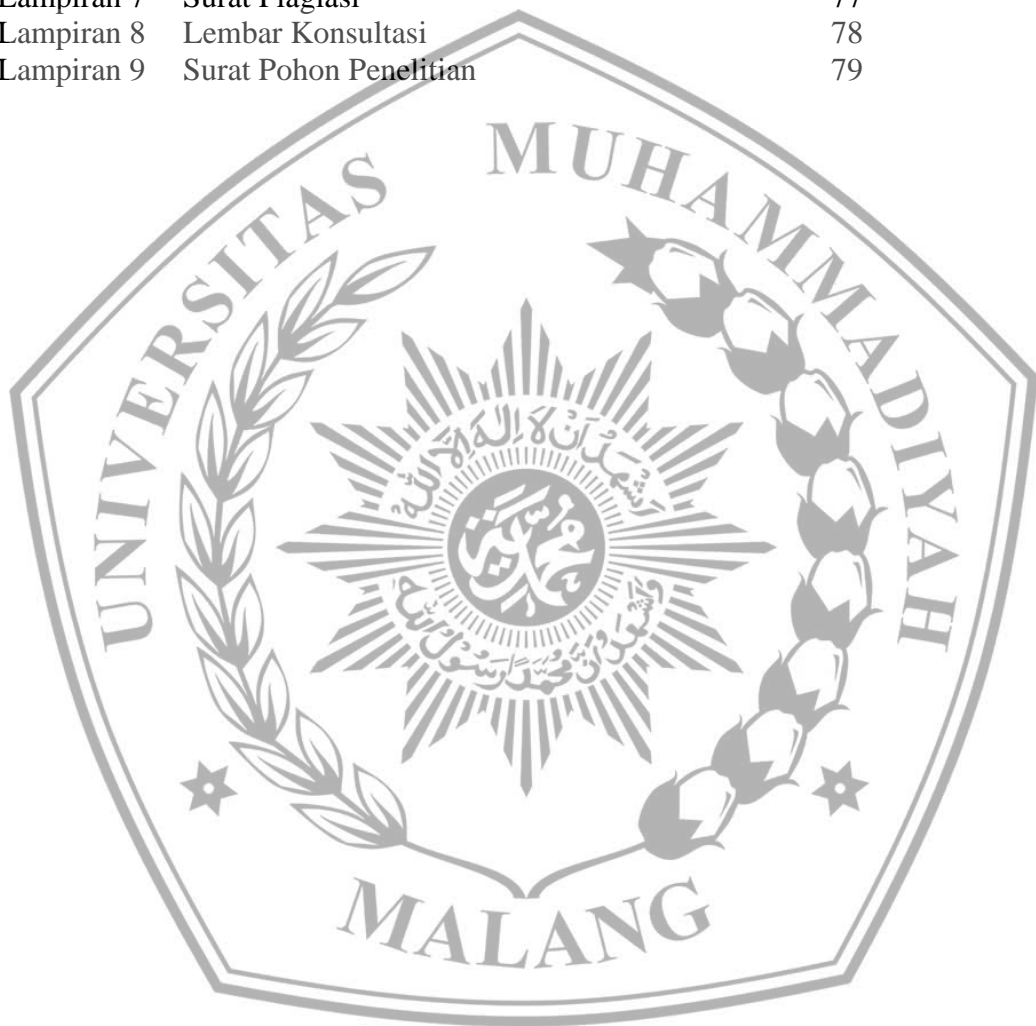 Lampiran 7 Surat Plagiasi 77
Lampiran 8 Lembar Konsultasi 78
Lampiran 9 Surat Pohon Penelitian 79
UNIVERSITAS MUHAMMADIYAH
MALANG